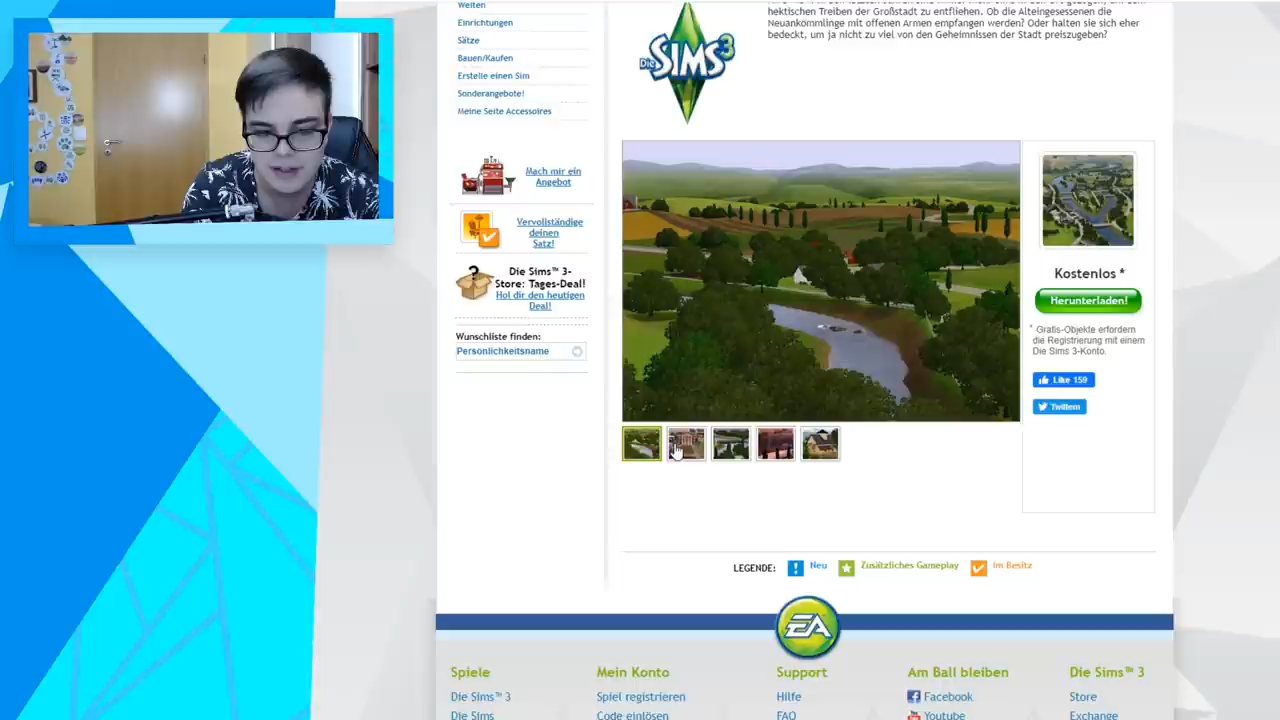 Welten
Einrichtungen
Sätze
Bauen/Kaufen
Erstelle einen Sim
Sonderangebote!
Meine Seite Accessoires
Mach mir ein
Angebot
Vervollständige
deinen
Satz!
Die Sims™ 3-
Store: Tages-Deal!
Hol dir den heutigen
Deal!
Wunschliste finden:
Persönlichkeitsname
Die SIMS 3
hektischen Treiben der Großstadt zu entfliehen. Ob die Alteingesessenen die
Neuankömmlinge mit offenen Armen empfangen werden? Oder halten sie sich eher
bedeckt, um ja nicht zu viel von den Geheimnissen der Stadt preiszugeben?
Kostenlos *
Herunterladen!
* Gratis-Objekte erfordern
die Registrierung mit einem
Die Sims 3-Konto.
Like 159
Twittern
LEGENDE: ! Neu Zusätzliches Gameplay Im Besitz
EA
Spiele
Die Sims™ 3
Die Sims
Mein Konto
Spiel registrieren
Code einlösen
Support
Hilfe
FAQ
Am Ball bleiben
Facebook
Youtube
Die Sims™ 3
Store
Exchange